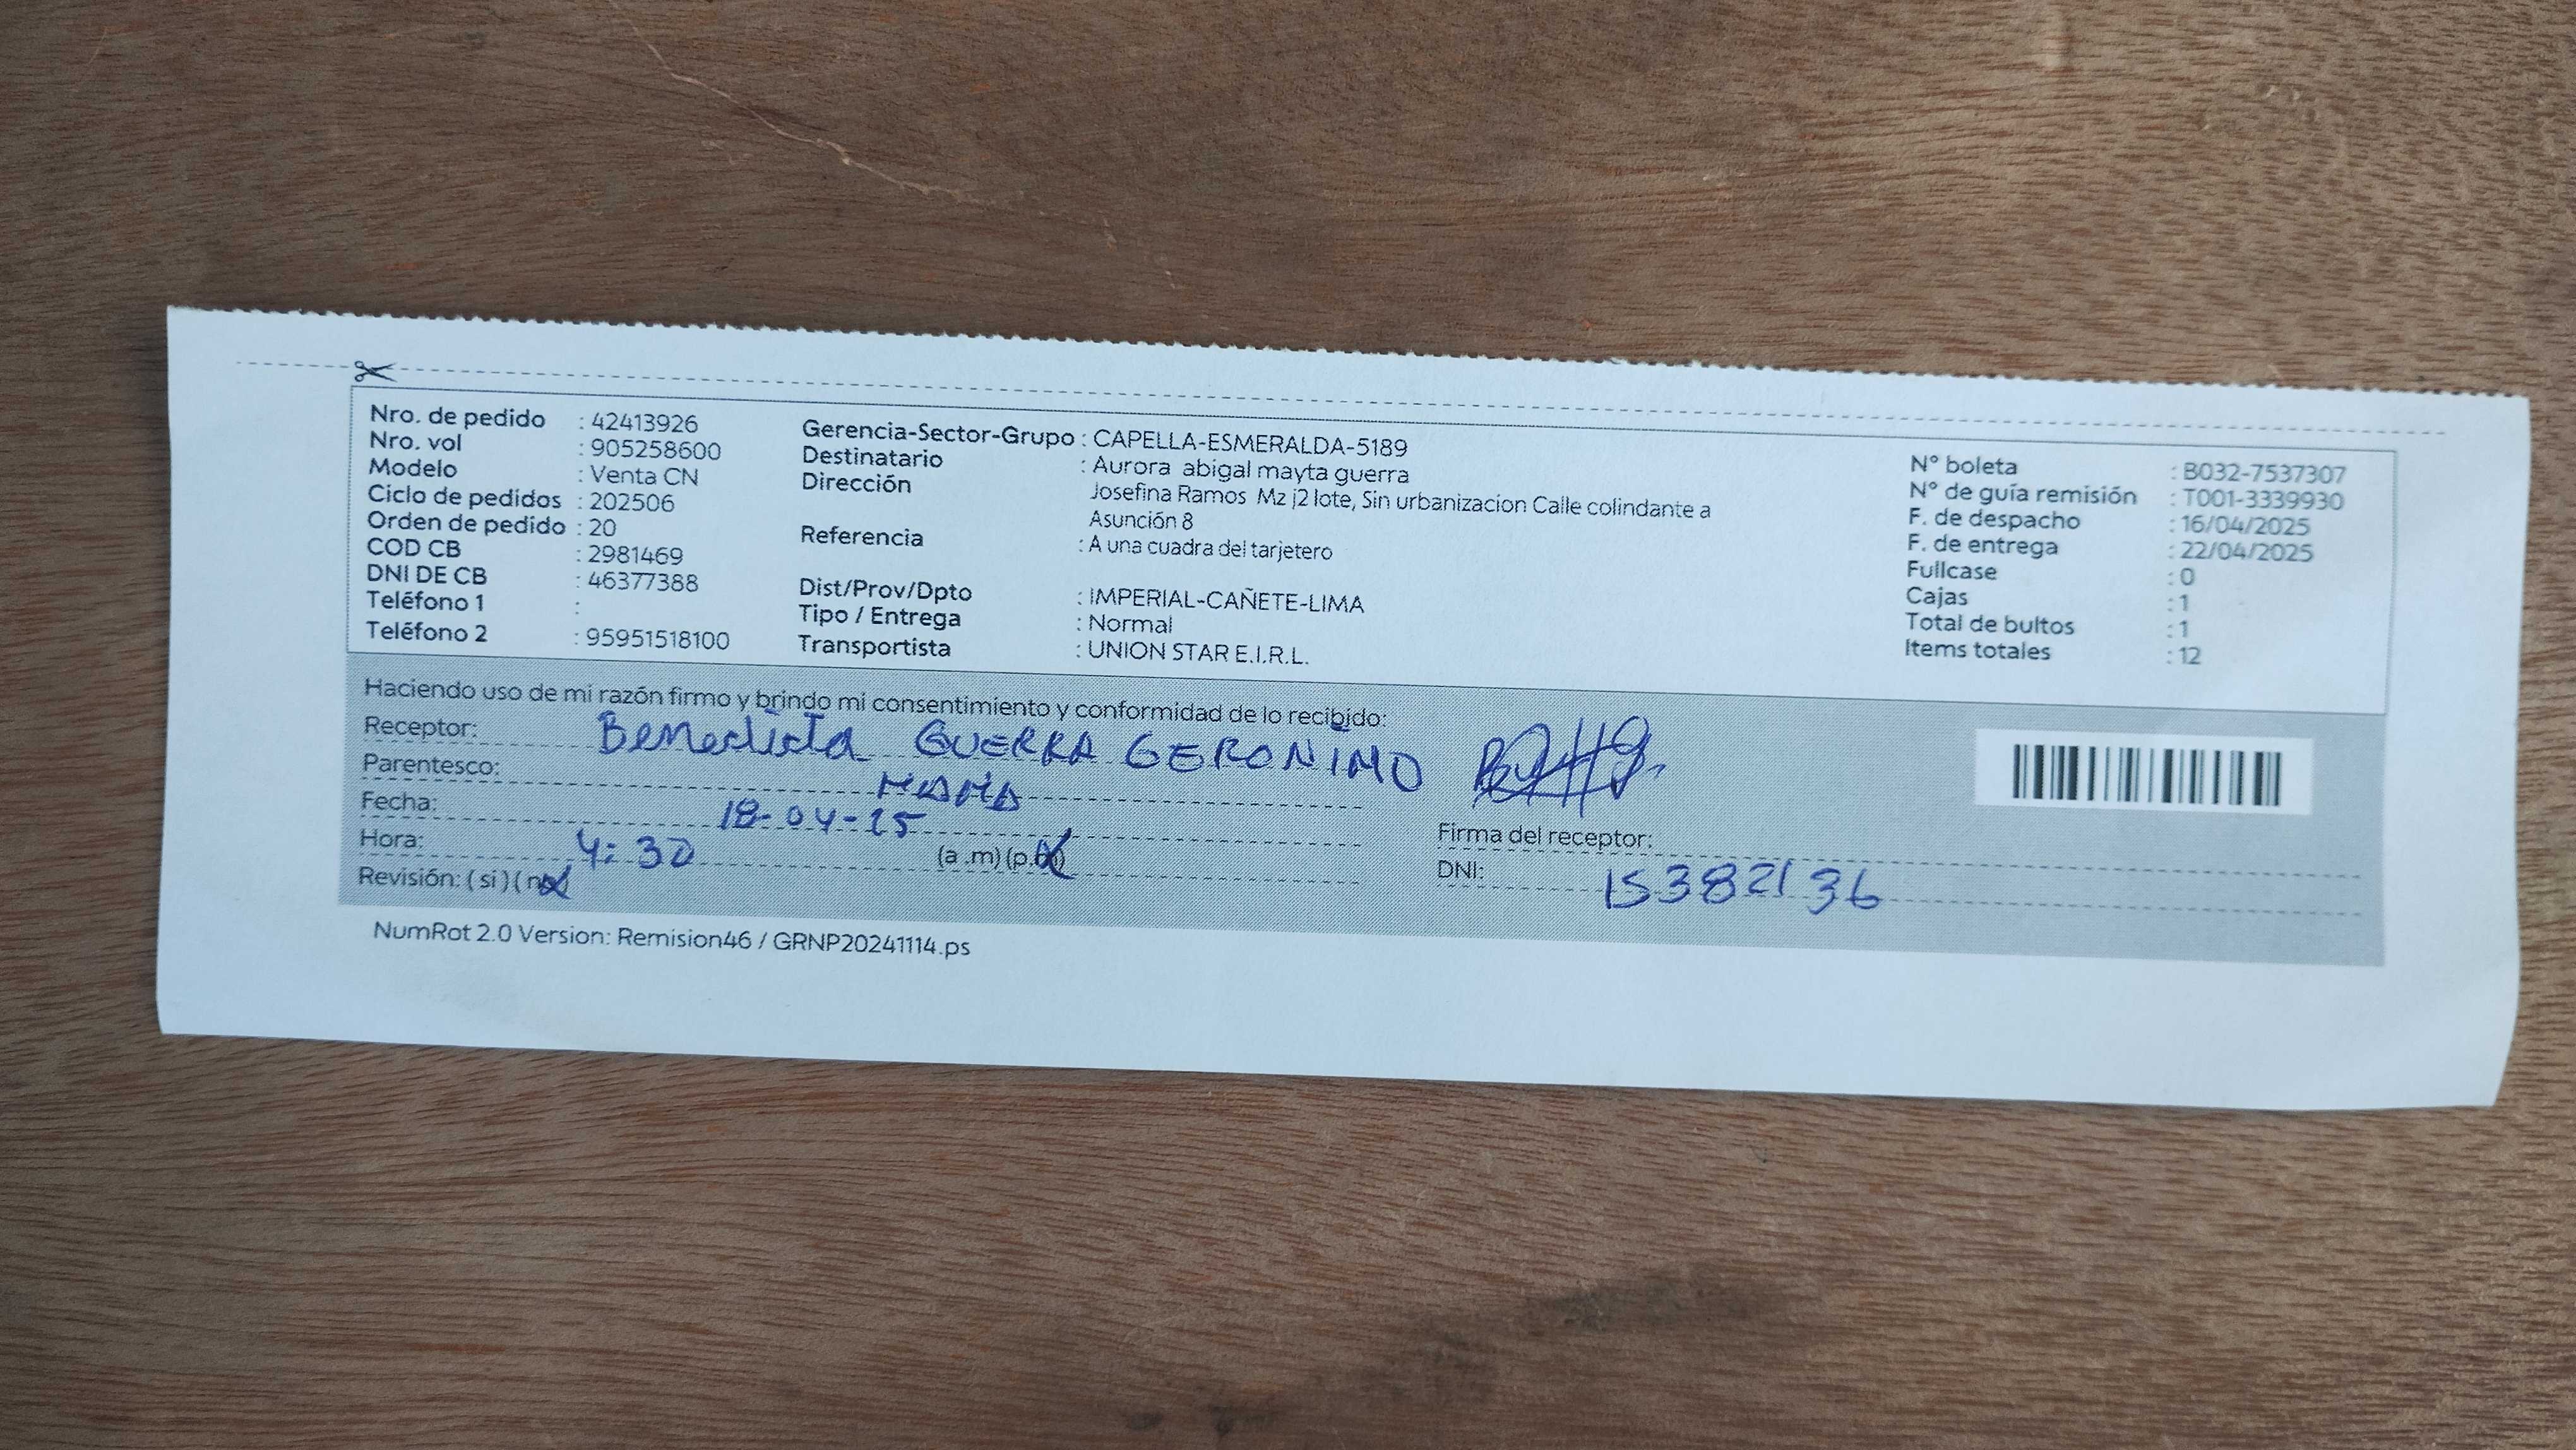 Nro. de pedido : 42413926
Nro. vol : 905258600
Modelo : Venta CN
Ciclo de pedidos : 202506
Orden de pedido : 20
COD CB : 2981469
DNI DE CB : 46377388
Teléfono 1 :
Teléfono 2 : 95951518100
Gerencia-Sector-Grupo : CAPELLA-ESMERALDA-5189
Destinatario : Aurora abigal mayta guerra
Dirección Josefina Ramos Mz j2 lote, Sin urbanizacion Calle colindante a
Asunción 8
Referencia : A una cuadra del tarjetero
Dist/Prov/Dpto : IMPERIAL-CAÑETE-LIMA
Tipo / Entrega : Normal
Transportista : UNION STAR E.I.R.L.
N° boleta : B032-7537307
N° de guía remisión : T001-3339930
F. de despacho : 16/04/2025
F. de entrega : 22/04/2025
Fullcase : 0
Cajas : 1
Total de bultos : 1
Items totales : 12
Haciendo uso de mi razón firmo y brindo mi consentimiento y conformidad de lo recibido:
Receptor: Benedicta GUERRA GERONIMO
Parentesco: MAMA
Fecha: 18-04-25
Hora: 4:30 (a.m)(p.m)
Revisión: (si)(no)
Firma del receptor:
DNI: 15382136
NumRot 2.0 Version: Remision46 / GRNP20241114.ps